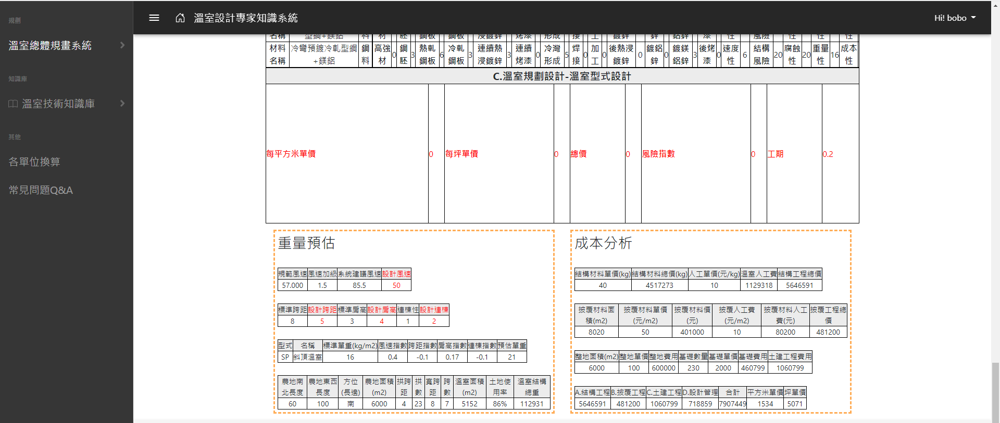 規劃
溫室總體規畫系統
知識庫
溫室技術知識庫
其他
各單位換算
常見問題Q&A
溫室設計專家知識系統
Hi! bobo
名稱 型鋼+鎂鋁 料 材 胚 鋼板 鋼板 浸鍍鋅 烤漆 形成 接 工 鍍鋅 鋅 鋁鋅 漆 性 風險 性 性 性
材料名稱 冷彎預鍍冷軋型鋼+鎂鋁 鋼料 高強材 0 鋼胚 3 熱軋鋼板 6 冷軋鋼板 3 連續熱浸鍍鋅 3 連續烤漆 0 冷灣形成 5 焊接 0 加工 0 後熱浸鍍鋅 0 鍍鋁鋅 0 鍍鎂鋁鋅 3 後烤漆 0 速度性 6 結構風險 20 腐蝕性 20 重量性 16 成本性
C.溫室規劃設計-溫室型式設計
每平方米單價 0 每坪單價 0 總價 0 風險指數 0 工期 0.2
重量預估
規範風速 風速加級 系統建議風速 設計風速
57.000 1.5 85.5 50
標準跨距 設計跨距 標準肩高 設計肩高 連棟性 設計連棟
8 5 3 4 1 2
型式 名稱 標準單重(kg/m2) 風速指數 跨距指數 肩高指數 連棟指數 預估單重
SP 斜頂溫室 16 0.4 -0.1 0.17 -0.1 21
農地南北長度 農地東西長度 方位(長邊) 農地面積(m2) 拱跨距 拱數 寬跨距 跨數 溫室面積(m2) 土地使用率 溫室結構總重
60 100 南 6000 4 23 8 7 5152 86% 112931
成本分析
結構材料單價(kg) 結構材料總價(kg) 人工單價(元/kg) 溫室人工費 結構工程總價
40 4517273 10 1129318 5646591
披覆材料面積(m2) 披覆材料單價(元/m2) 披覆材料價(元) 披覆人工費(元/m2) 披覆材料人工費(元) 披覆工程總價
8020 50 401000 10 80200 481200
整地面積(m2) 整地單價 整地費用 基礎數量 基礎單價 基礎費用 土建工程費用
6000 100 600000 230 2000 460799 1060799
A.結構工程 B.披覆工程 C.土建工程 D.設計管理 合計 平方米單價 坪單價
5646591 481200 1060799 718859 7907449 1534 5071